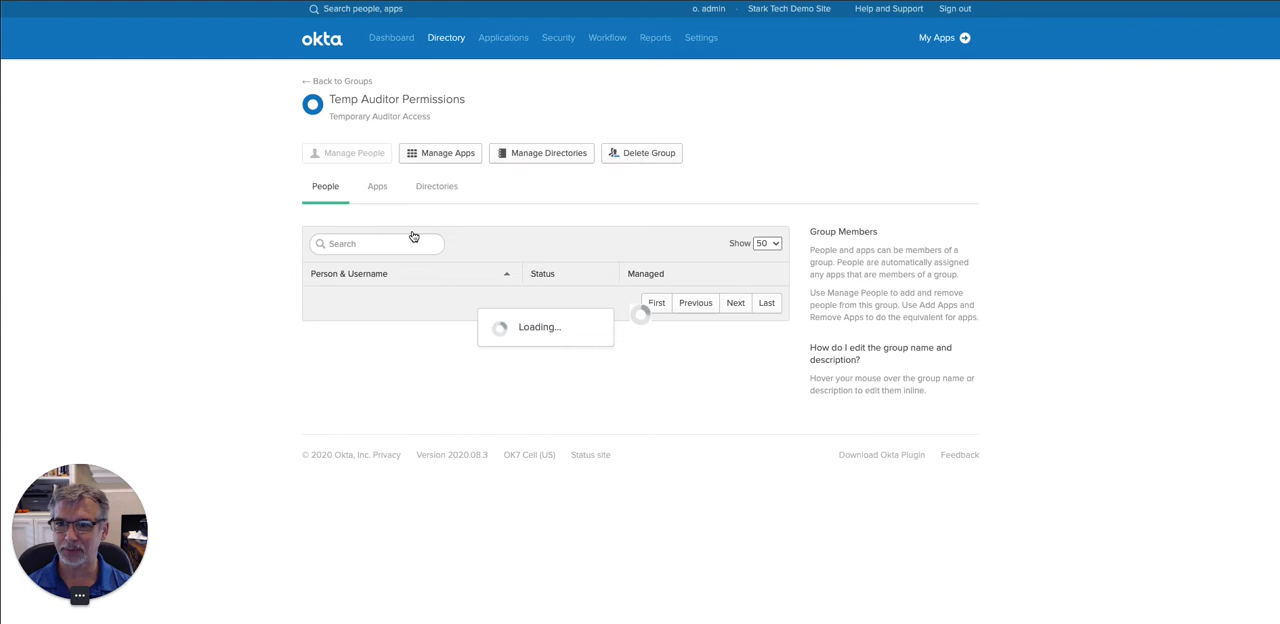 Search people, apps
o. admin · Stark Tech Demo Site Help and Support Sign out
okta Dashboard Directory Applications Security Workflow Reports Settings My Apps
← Back to Groups
Temp Auditor Permissions
Temporary Auditor Access
Manage People Manage Apps Manage Directories Delete Group
People Apps Directories
Search Show 50
Person & Username Status Managed
First Previous Next Last
Loading...
Group Members
People and apps can be members of a
group. People are automatically assigned
any apps that are members of a group.
Use Manage People to add and remove
people from this group. Use Add Apps and
Remove Apps to do the equivalent for apps.
How do I edit the group name and
description?
Hover your mouse over the group name or
description to edit them inline.
© 2020 Okta, Inc. Privacy Version 2020.08.3 OK7 Cell (US) Status site Download Okta Plugin Feedback